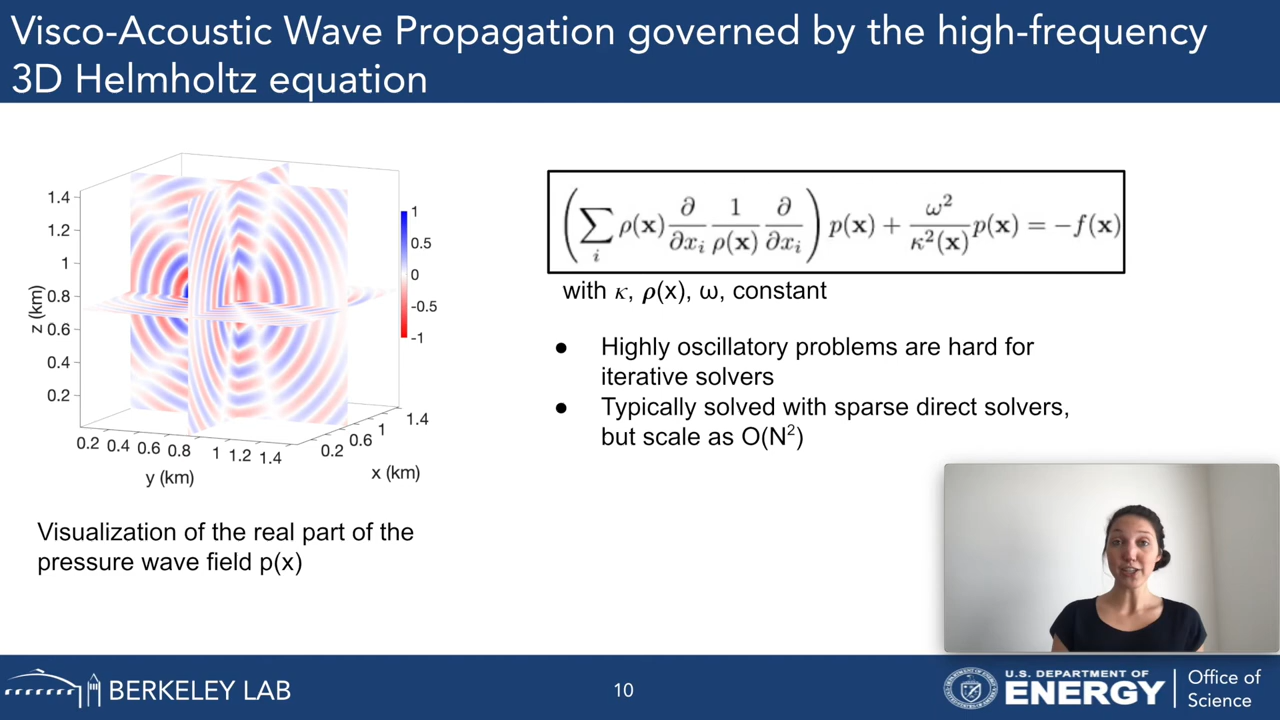 Visco-Acoustic Wave Propagation governed by the high-frequency
3D Helmholtz equation
1.4
1.2
1
0.8
0.6
0.4
0.2
z (km)
1
0.5
0
-0.5
-1
0.2 0.4 0.6 0.8 1 1.2 1.4
y (km)
0.2 0.6 1 1.4
x (km)
Visualization of the real part of the
pressure wave field p(x)
(∑_i ρ(x) ∂/∂x_i 1/ρ(x) ∂/∂x_i) p(x) + ω²/κ²(x) p(x) = −f(x)
with κ, ρ(x), ω, constant
● Highly oscillatory problems are hard for
iterative solvers
● Typically solved with sparse direct solvers,
but scale as O(N²)
BERKELEY LAB
10
U.S. DEPARTMENT OF
ENERGY
Office of
Science